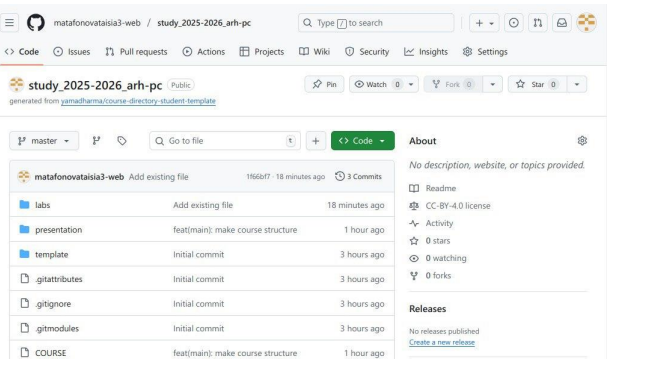 matafonovataisia3-web / study_2025-2026_arh-pc
Type / to search
Code Issues Pull requests Actions Projects Wiki Security Insights Settings
study_2025-2026_arh-pc Public
Pin Watch 0 Fork 0 Star 0
generated from yamadharma/course-directory-student-template
master Go to file t + Code
About
No description, website, or topics provided.
matafonovataisia3-web Add existing file 1f66bf7 · 18 minutes ago 3 Commits
labs Add existing file 18 minutes ago
presentation feat(main): make course structure 1 hour ago
template Initial commit 3 hours ago
.gitattributes Initial commit 3 hours ago
.gitignore Initial commit 3 hours ago
.gitmodules Initial commit 3 hours ago
COURSE feat(main): make course structure 1 hour ago
Readme
CC-BY-4.0 license
Activity
0 stars
0 watching
0 forks
Releases
No releases published
Create a new release